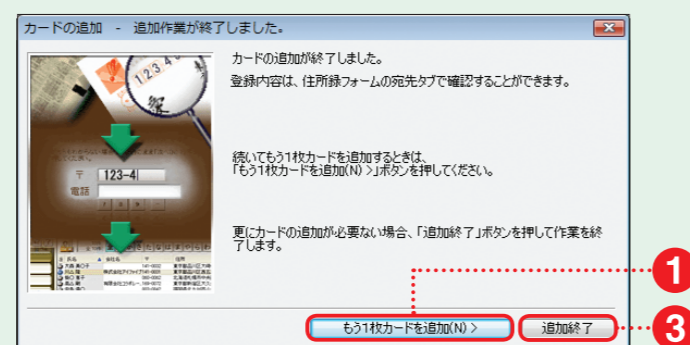 カードの追加 - 追加作業が終了しました。
カードの追加が終了しました。
登録内容は、住所録フォームの宛先タブで確認することができます。
123-4
〒 123-4
電話
続いてもう1枚カードを追加するときは、
「もう1枚カードを追加(N) >」ボタンを押してください。
更にカードの追加が必要ない場合、「追加終了」ボタンを押して作業を終
了します。
1
もう1枚カードを追加(N) >
追加終了
3